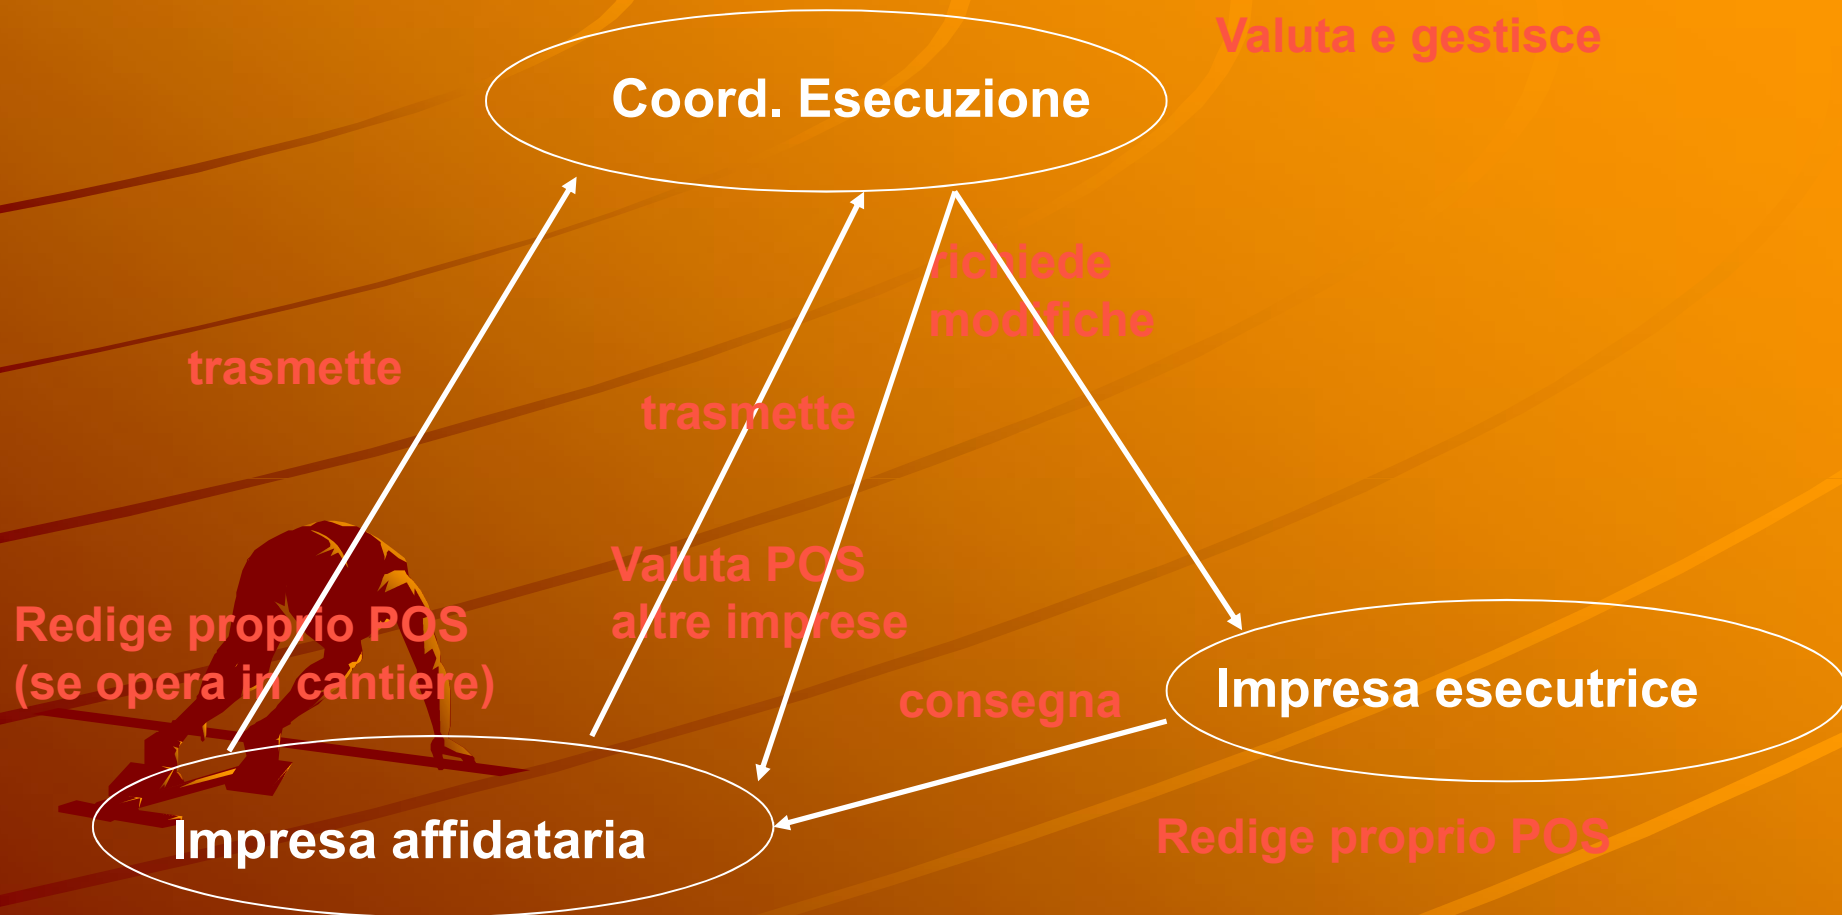 Valuta e gestisce
Coord. Esecuzione
richiede
modifiche
trasmette
trasmette
Valuta POS
altre imprese
Redige proprio POS
(se opera in cantiere)
consegna
Impresa esecutrice
Impresa affidataria
Redige proprio POS